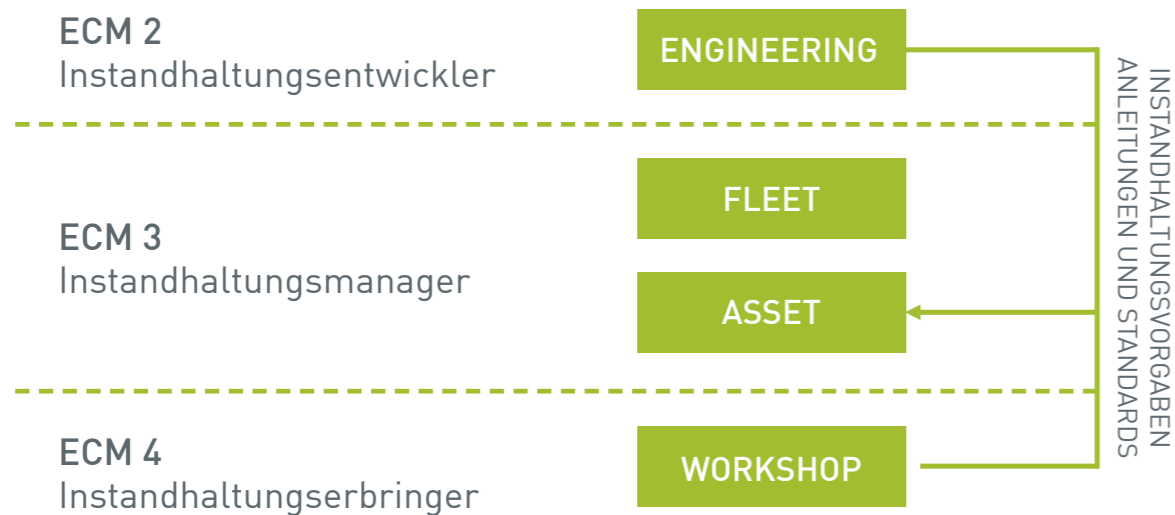 ECM 2
Instandhaltungsentwickler
ENGINEERING
FLEET
ECM 3
Instandhaltungsmanager
ASSET
ECM 4
Instandhaltungserbringer
WORKSHOP
INSTANDHALTUNGSVORGABEN
ANLEITUNGEN UND STANDARDS